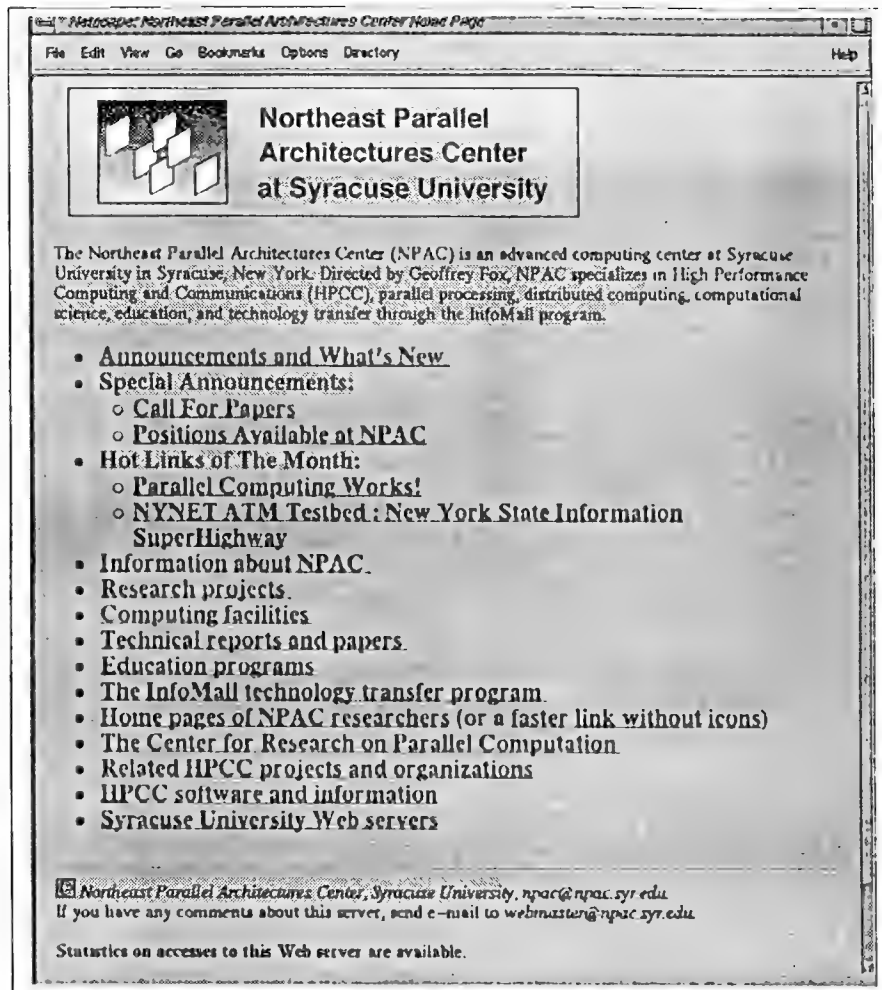 Netscape: Northeast Parallel Architectures Center Home Page
File Edit View Go Bookmarks Options Directory Help
Northeast Parallel
Architectures Center
at Syracuse University
The Northeast Parallel Architectures Center (NPAC) is an advanced computing center at Syracuse
University in Syracuse, New York. Directed by Geoffrey Fox, NPAC specializes in High Performance
Computing and Communications (HPCC), parallel processing, distributed computing, computational
science, education, and technology transfer through the InfoMall program.
• Announcements and What's New
• Special Announcements:
o Call For Papers
o Positions Available at NPAC
• Hot Links of The Month:
o Parallel Computing Works!
o NYNET ATM Testbed : New York State Information
SuperHighway
• Information about NPAC
• Research projects
• Computing facilities
• Technical reports and papers
• Education programs
• The InfoMall technology transfer program
• Home pages of NPAC researchers (or a faster link without icons)
• The Center for Research on Parallel Computation
• Related HPCC projects and organizations
• HPCC software and information
• Syracuse University Web servers
Northeast Parallel Architectures Center, Syracuse University, npac@npac.syr.edu
If you have any comments about this server, send e-mail to webmaster@npac.syr.edu
Statistics on accesses to this Web server are available.